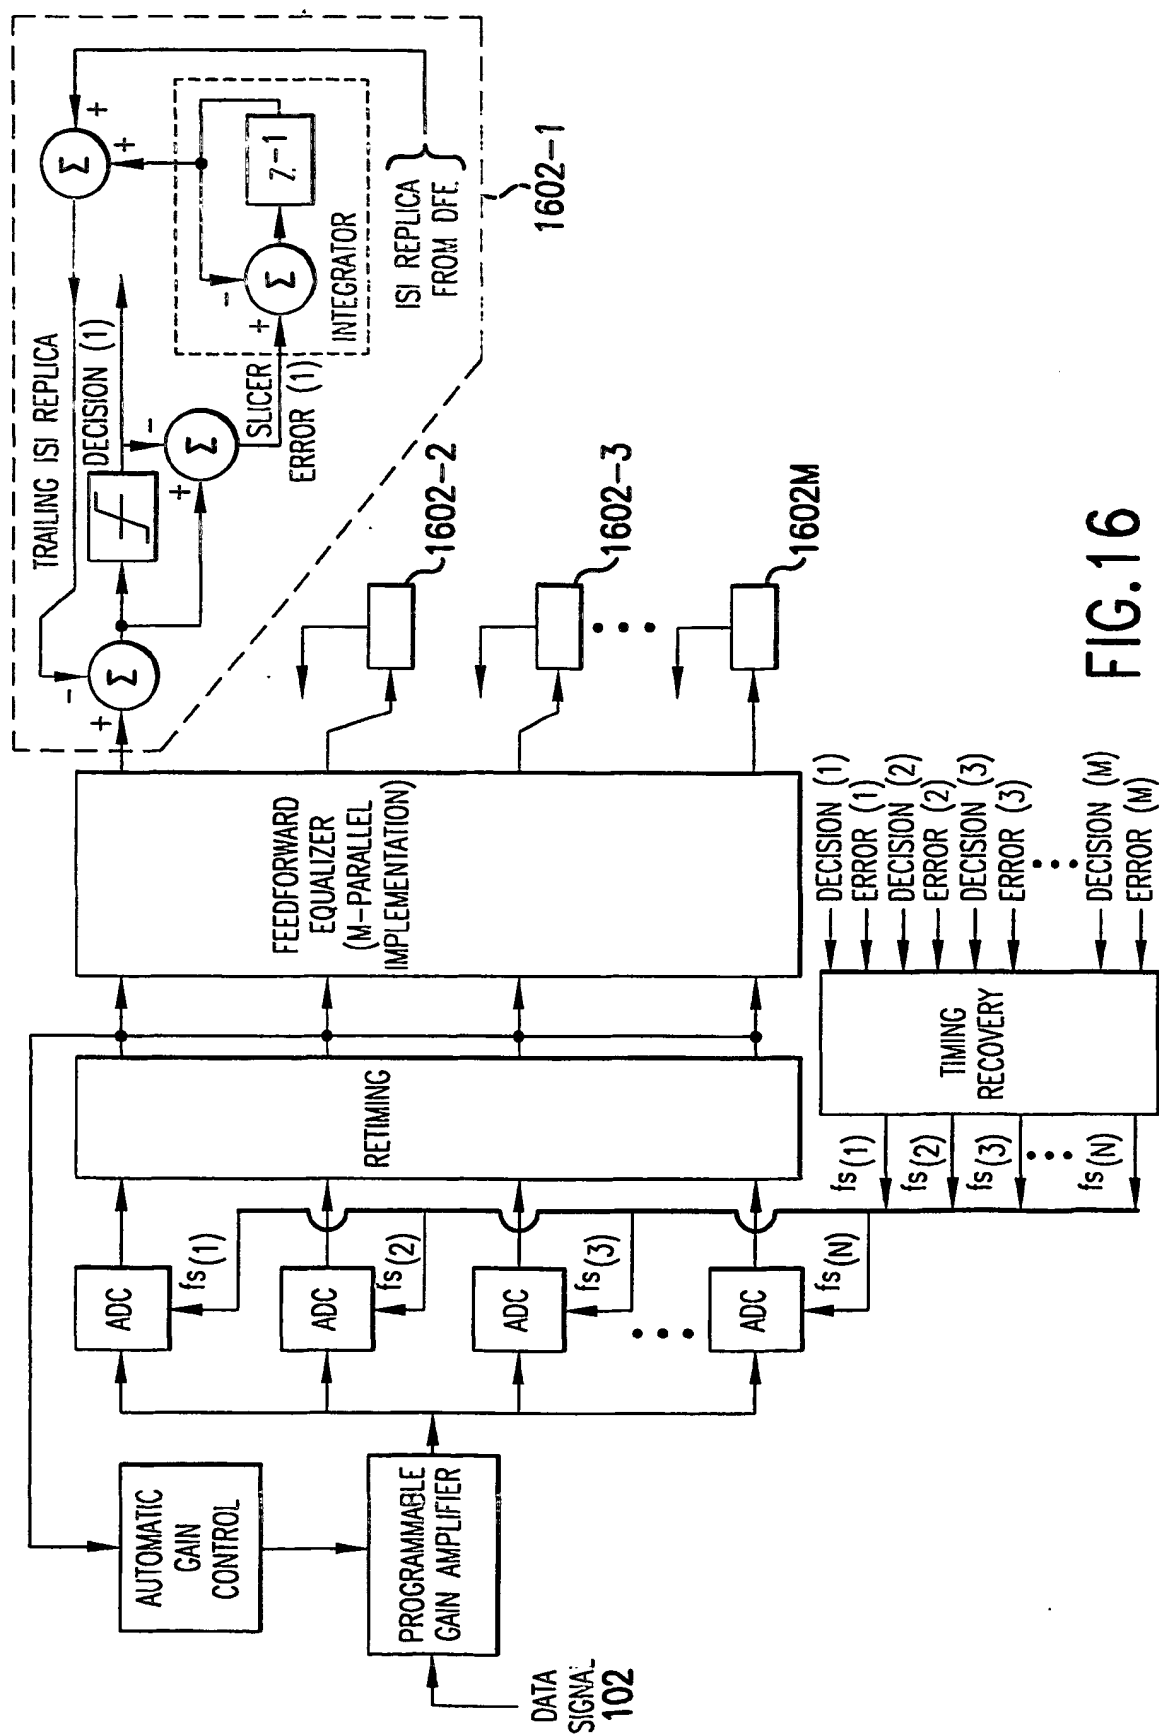 DATA
SIGNAL
102
PROGRAMMABLE
GAIN AMPLIFIER
AUTOMATIC
GAIN
CONTROL
ADC
fs(1)
ADC
fs(2)
ADC
fs(3)
ADC
fs(N)
RETIMING
FEEDFORWARD
EQUALIZER
(M-PARALLEL
IMPLEMENTATION)
+
-
Σ
TRAILING ISI REPLICA
DECISION (1)
+
-
Σ
SLICER
ERROR (1)
+
-
Σ
Z-1
INTEGRATOR
Σ
+
+
ISI REPLICA
FROM DFE.
1602-1
1602-2
1602-3
1602M
fs(1)
fs(2)
fs(3)
fs(N)
TIMING
RECOVERY
DECISION (1)
ERROR (1)
DECISION (2)
ERROR (2)
DECISION (3)
ERROR (3)
DECISION (M)
ERROR (M)
FIG.16